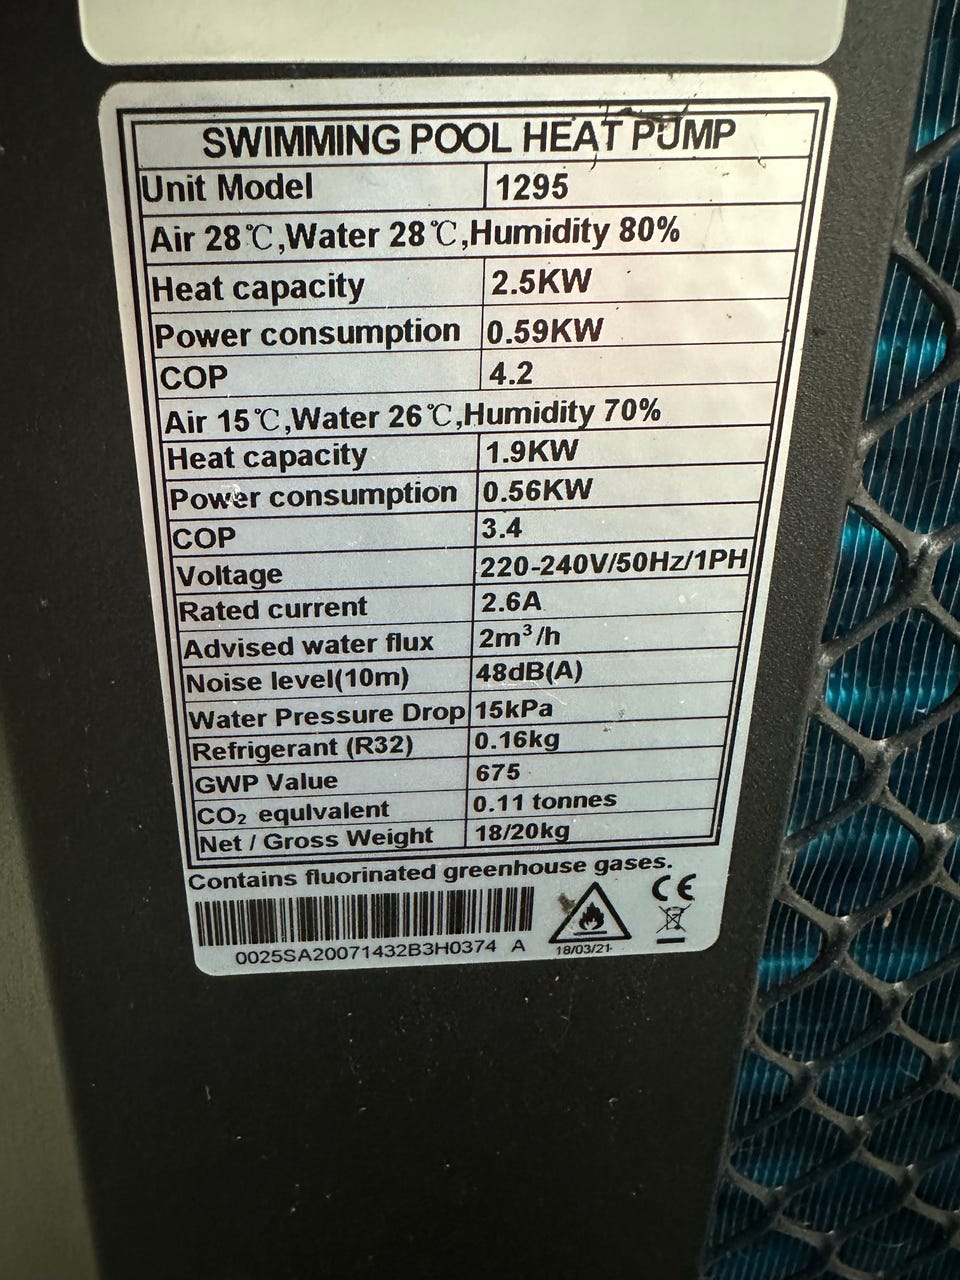 SWIMMING POOL HEAT PUMP
Unit Model 1295
Air 28℃,Water 28℃,Humidity 80%
Heat capacity 2.5KW
Power consumption 0.59KW
COP 4.2
Air 15℃,Water 26℃,Humidity 70%
Heat capacity 1.9KW
Power consumption 0.56KW
COP 3.4
Voltage 220-240V/50Hz/1PH
Rated current 2.6A
Advised water flux 2m³/h
Noise level(10m) 48dB(A)
Water Pressure Drop 15kPa
Refrigerant (R32) 0.16kg
GWP Value 675
CO₂ equlvalent 0.11 tonnes
Net / Gross Weight 18/20kg
Contains fluorinated greenhouse gases.
CE
0025SA20071432B3H0374 A
18/03/21